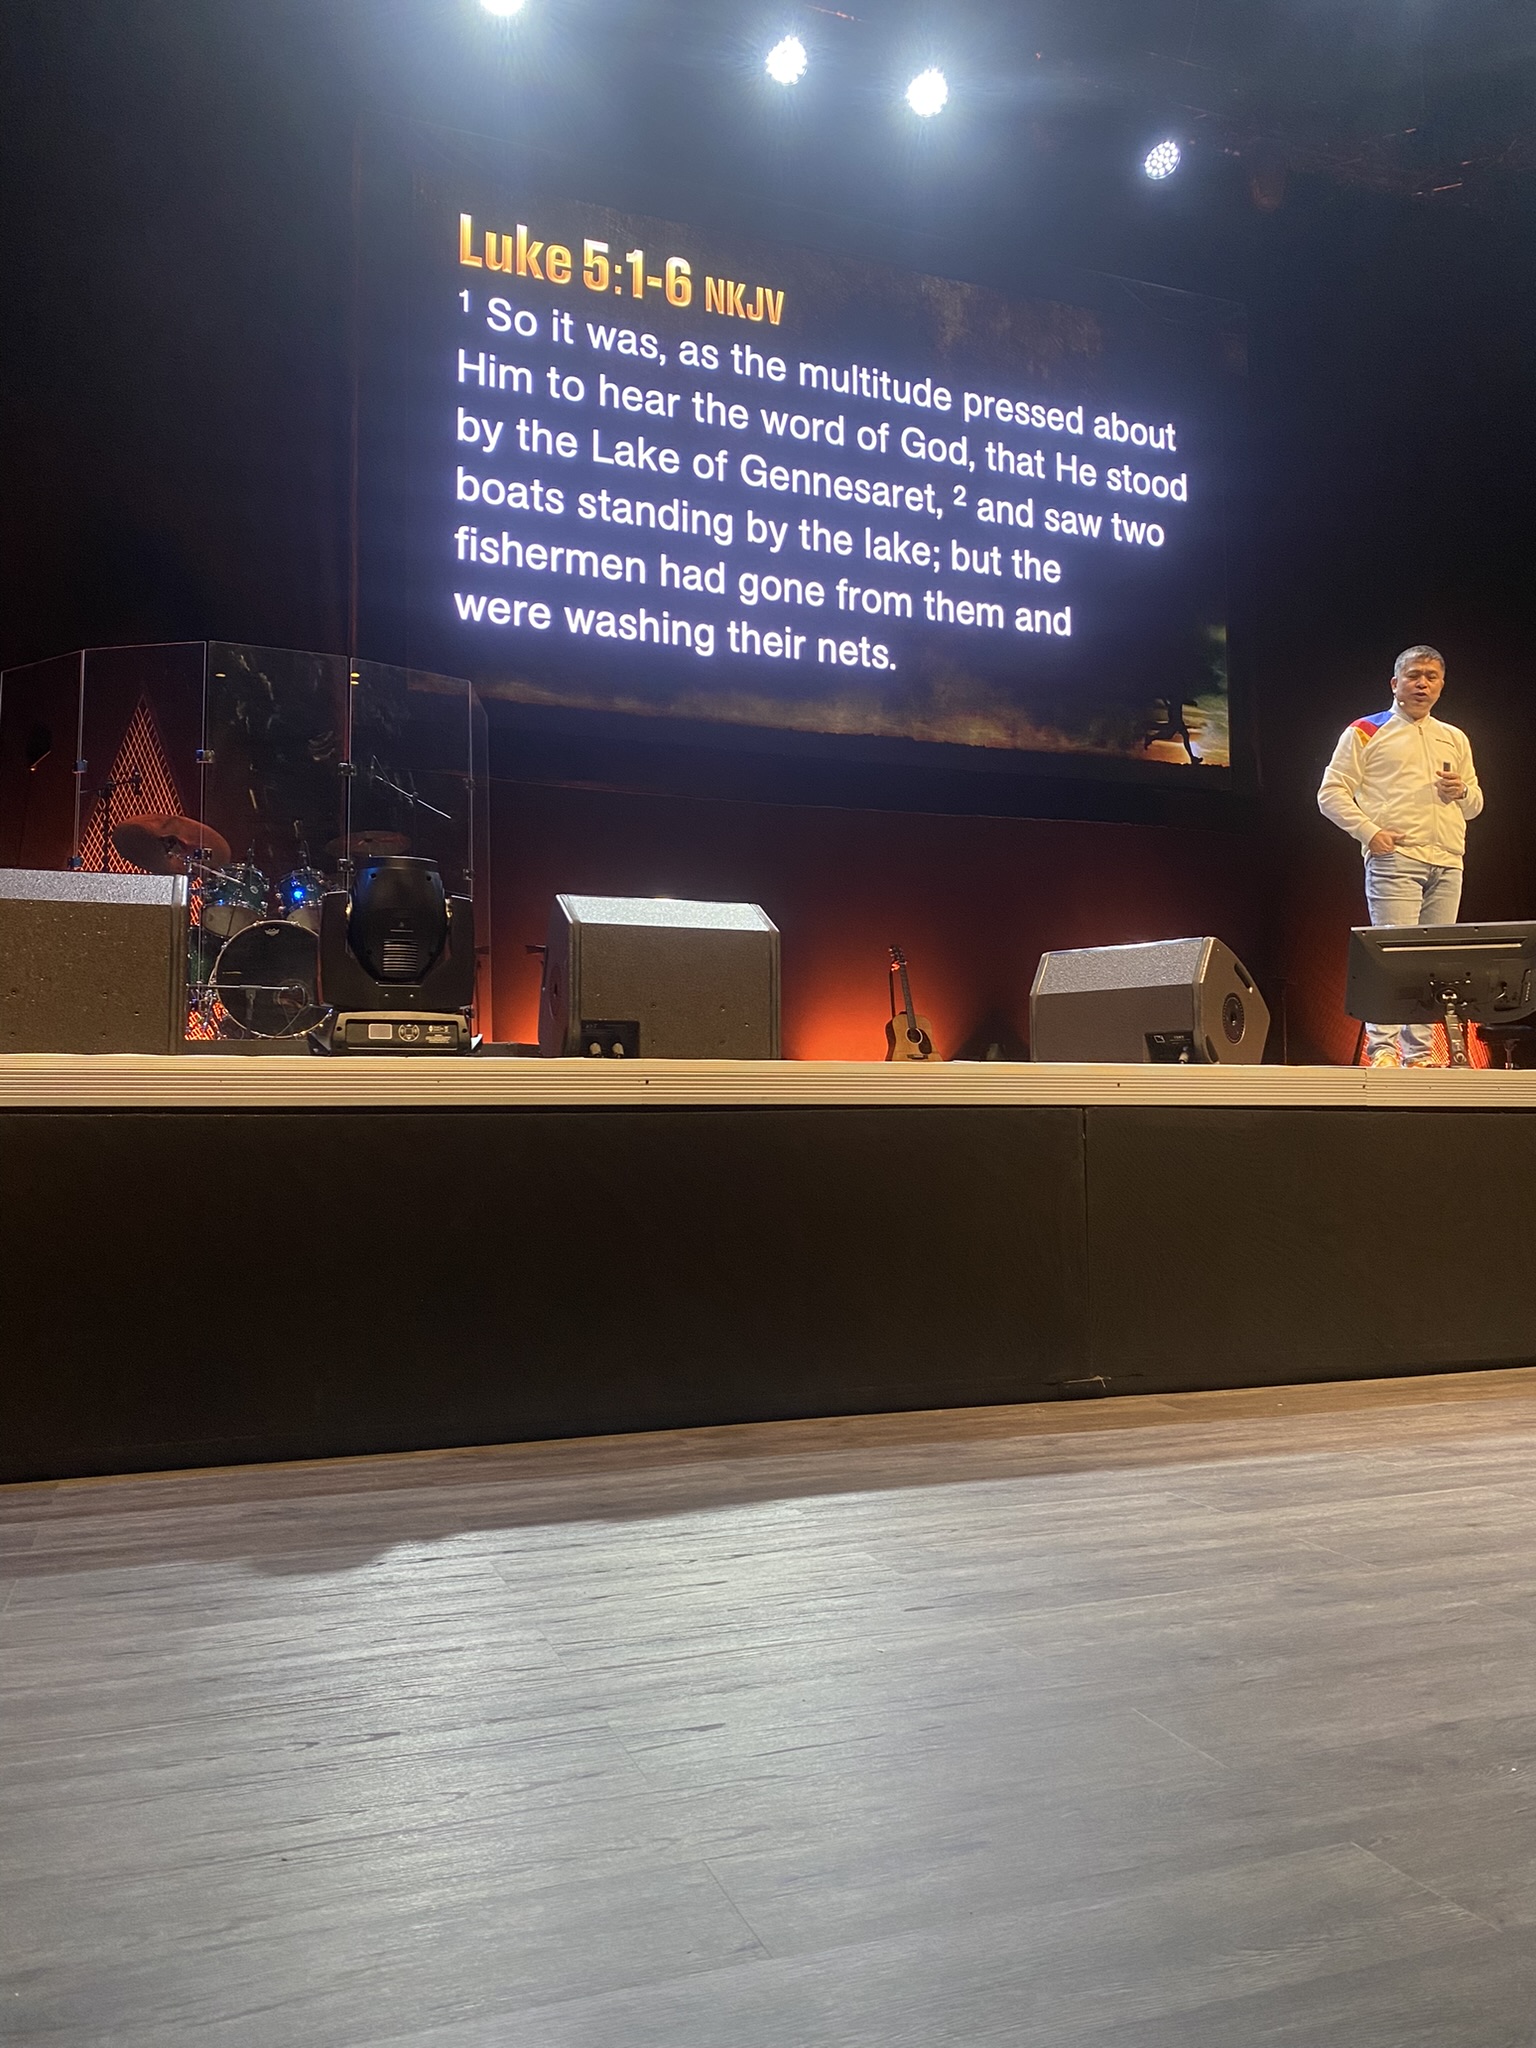 Luke 5:1-6 NKJV
¹ So it was, as the multitude pressed about
Him to hear the word of God, that He stood
by the Lake of Gennesaret, ² and saw two
boats standing by the lake; but the
fishermen had gone from them and
were washing their nets.